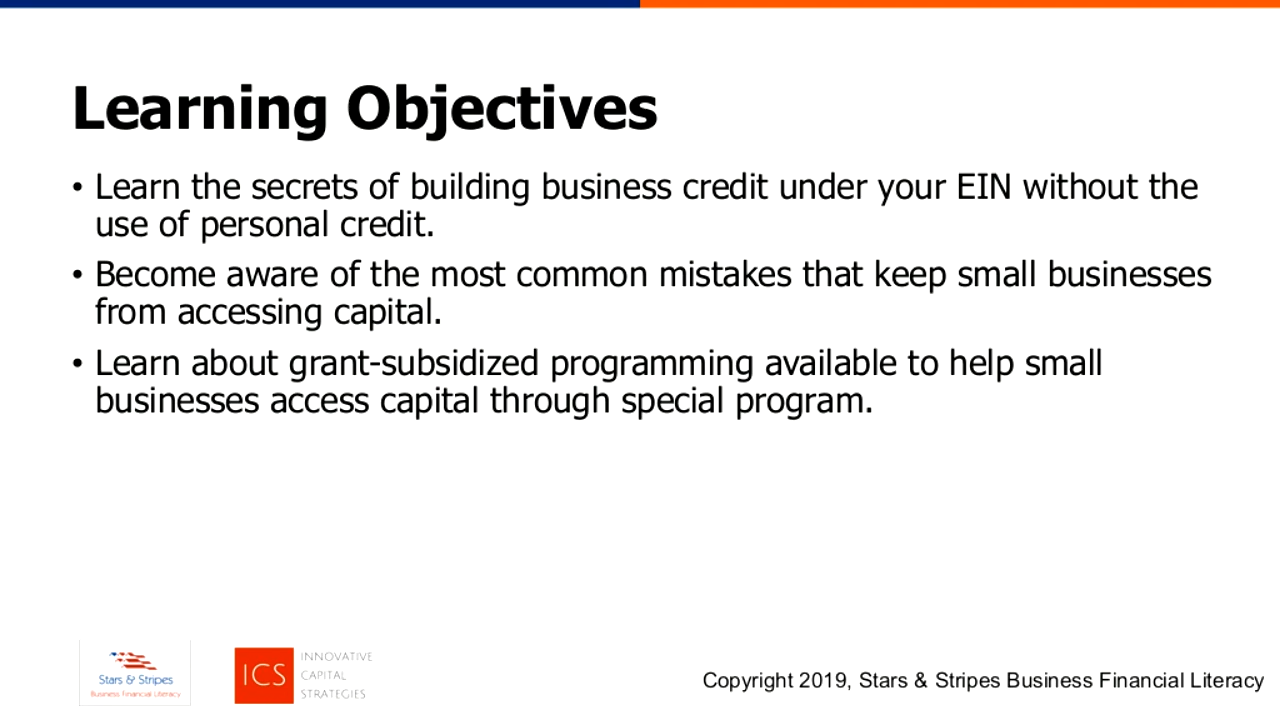 Learning Objectives
• Learn the secrets of building business credit under your EIN without the
use of personal credit.
• Become aware of the most common mistakes that keep small businesses
from accessing capital.
• Learn about grant-subsidized programming available to help small
businesses access capital through special program.
Stars & Stripes
Business Financial Literacy
ICS
INNOVATIVE
CAPITAL
STRATEGIES
Copyright 2019, Stars & Stripes Business Financial Literacy